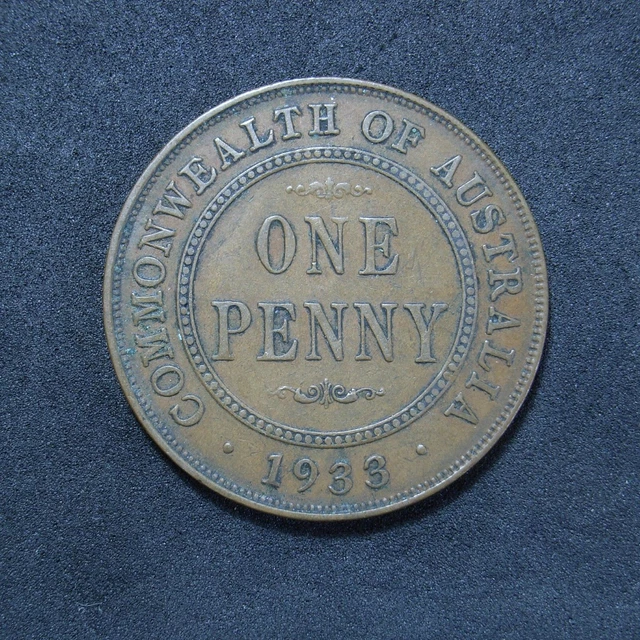 COMMONWEALTH OF AUSTRALIA
ONE
PENNY
· 1933 ·